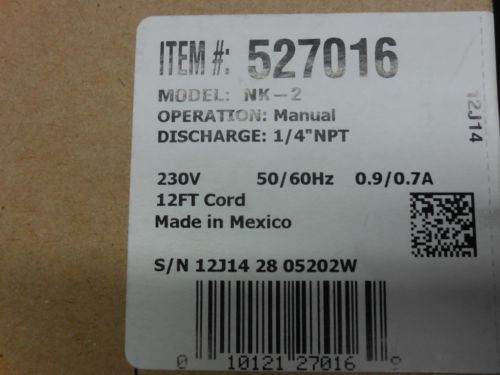 ITEM #: 527016
MODEL: NK-2
OPERATION: Manual
DISCHARGE: 1/4"NPT
12J14
230V 50/60Hz 0.9/0.7A
12FT Cord
Made in Mexico
S/N 12J14 28 05202W
0 10121 27016 9